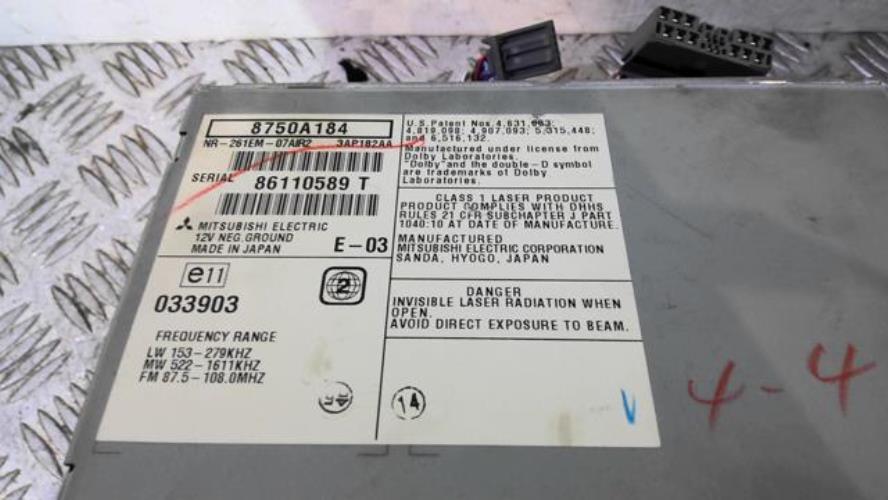 8750A184
NR-261EM-07AIR2 3AP182AA
SERIAL
86110589 T
MITSUBISHI ELECTRIC
12V NEG. GROUND
MADE IN JAPAN E-03
e11
2
033903
FREQUENCY RANGE
LW 153-279KHZ
MW 522-1611KHZ
FM 87.5-108.0MHZ
U.S. Patent Nos. 4,631,963;
4,819,098; 4,907,093; 5,315,448;
and 6,516,132.
Manufactured under license from
Dolby Laboratories.
"Dolby" and the double-D symbol
are trademarks of Dolby
Laboratories.
CLASS 1 LASER PRODUCT
PRODUCT COMPLIES WITH DHHS
RULES 21 CFR SUBCHAPTER J PART
1040:10 AT DATE OF MANUFACTURE.
MANUFACTURED
MITSUBISHI ELECTRIC CORPORATION
SANDA, HYOGO, JAPAN
DANGER
INVISIBLE LASER RADIATION WHEN
OPEN.
AVOID DIRECT EXPOSURE TO BEAM.
14
V
4-4